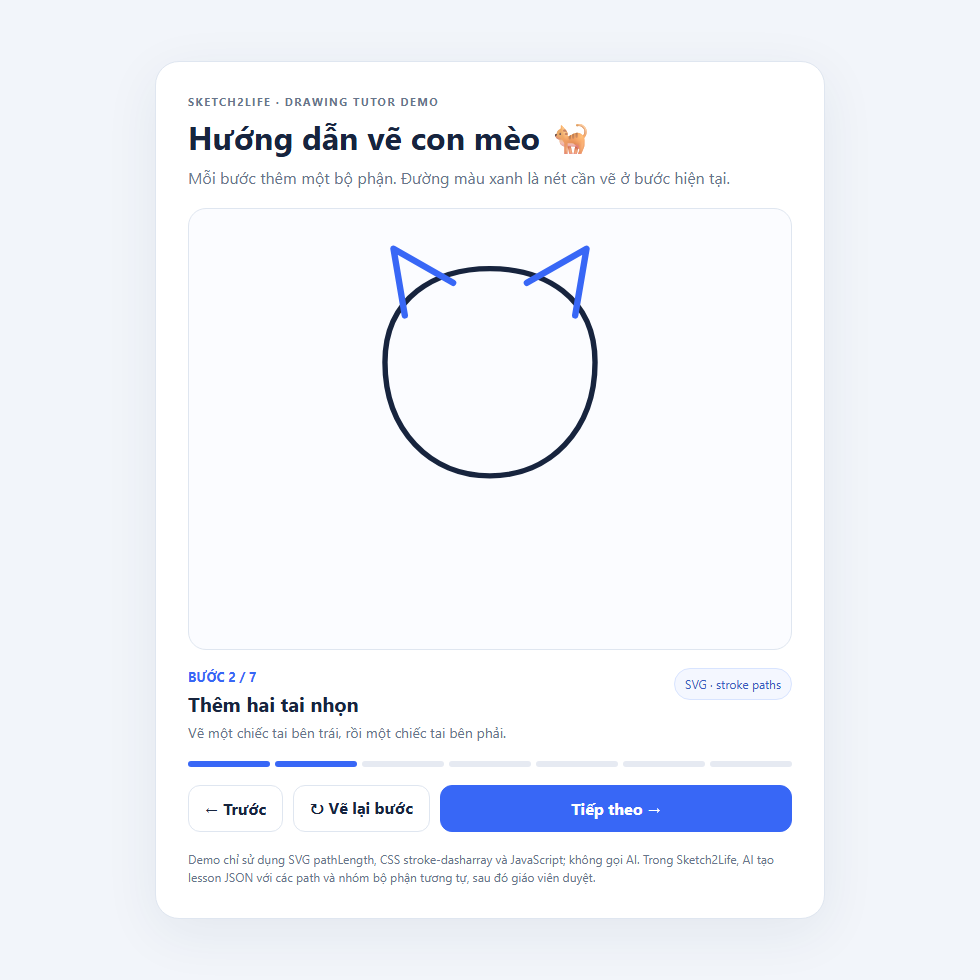 SKETCH2LIFE · DRAWING TUTOR DEMO
Hướng dẫn vẽ con mèo 🐈
Mỗi bước thêm một bộ phận. Đường màu xanh là nét cần vẽ ở bước hiện tại.
BƯỚC 2 / 7
SVG · stroke paths
Thêm hai tai nhọn
Vẽ một chiếc tai bên trái, rồi một chiếc tai bên phải.
← Trước
↻ Vẽ lại bước
Tiếp theo →
Demo chỉ sử dụng SVG pathLength, CSS stroke-dasharray và JavaScript; không gọi AI. Trong Sketch2Life, AI tạo
lesson JSON với các path và nhóm bộ phận tương tự, sau đó giáo viên duyệt.